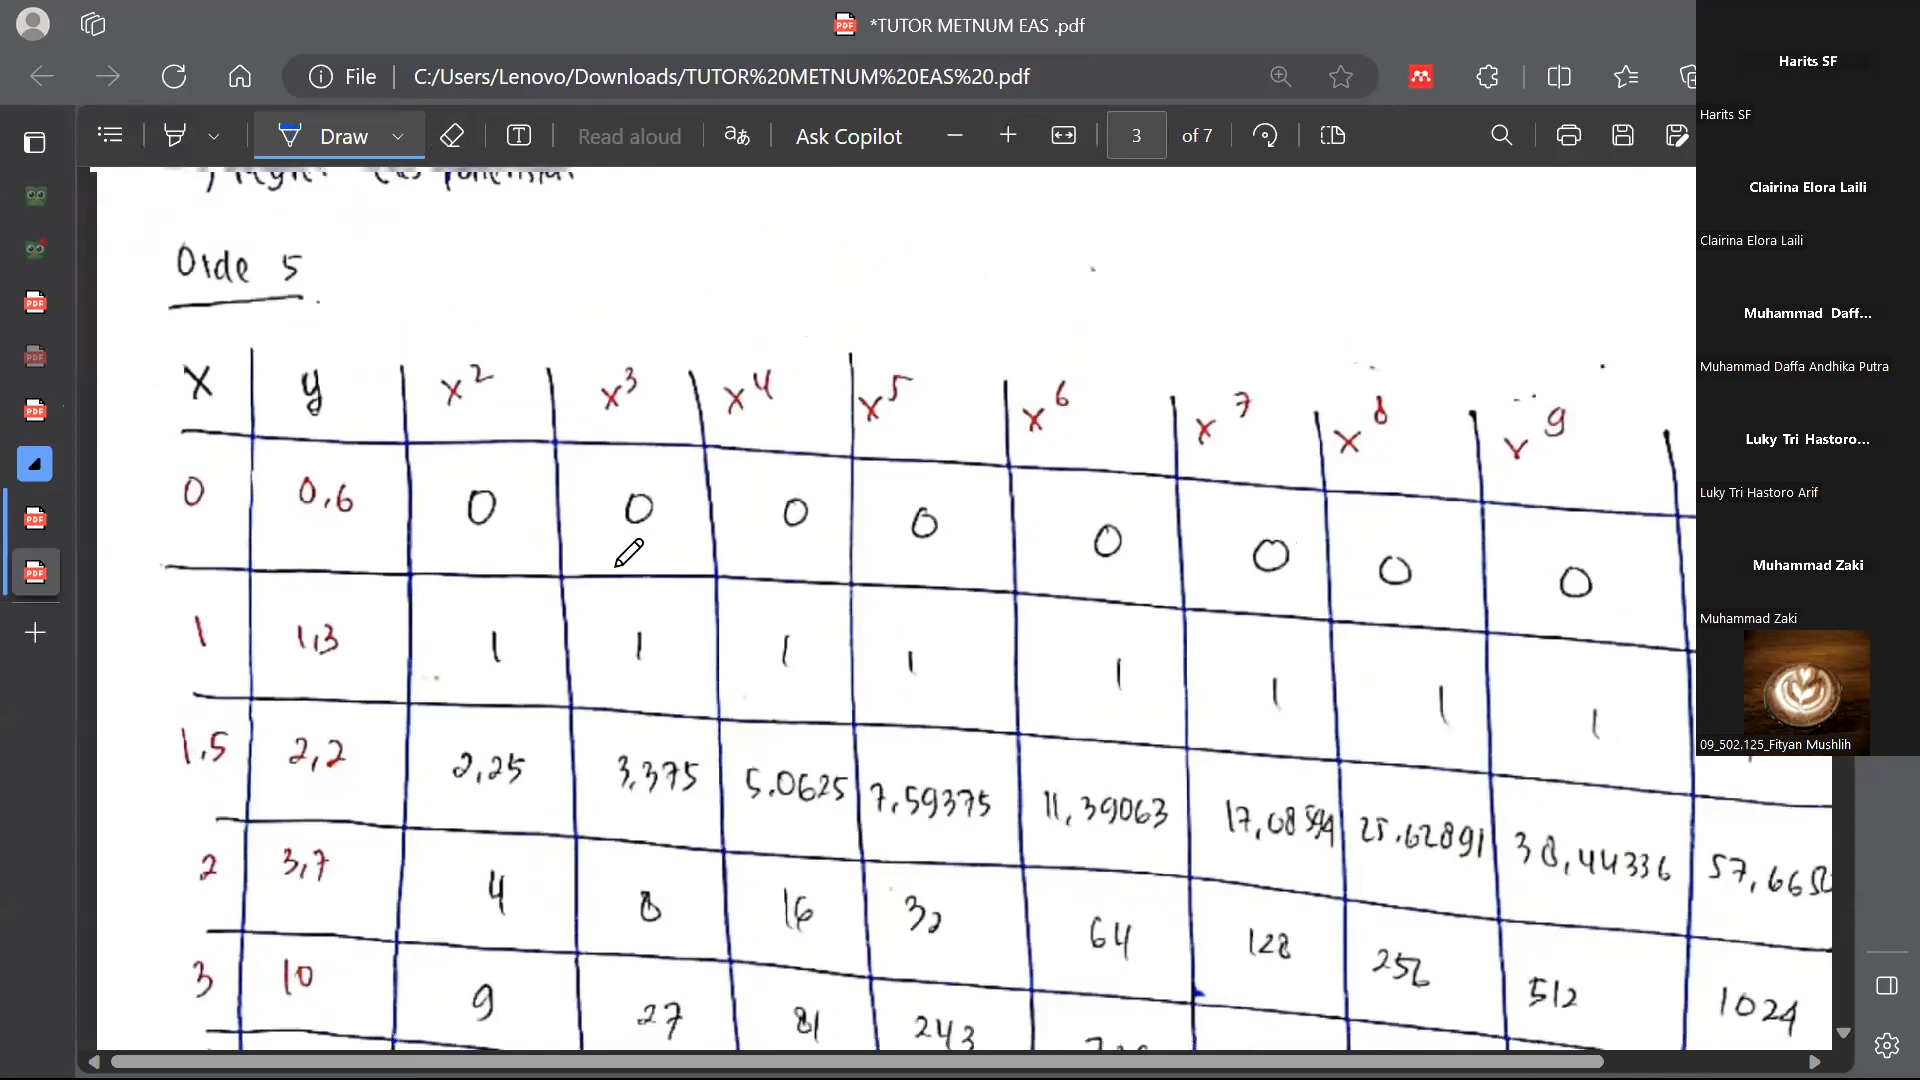 *TUTOR METNUM EAS .pdf
File
C:/Users/Lenovo/Downloads/TUTOR%20METNUM%20EAS%20.pdf
Draw
Read aloud
Ask Copilot
3
of 7
Orde 5
x y x² x³ x⁴ x⁵ x⁶ x⁷ x⁸ x⁹
0 0,6 0 0 0 0 0 0 0 0
1 1,3 1 1 1 1 1 1 1 1
1.5 2,2 2,25 3,375 5.0625 7,59375 11,39063 17,08594 25.62891 38,44336
2 3,7 4 8 16 32 64 128 256 512 1024
3 10 9 27 81 243
Harits SF
Harits SF
Clairina Elora Laili
Clairina Elora Laili
Muhammad Daff...
Muhammad Daffa Andhika Putra
Luky Tri Hastoro...
Luky Tri Hastoro Arif
Muhammad Zaki
Muhammad Zaki
09_502.125_Fityan Mushlih